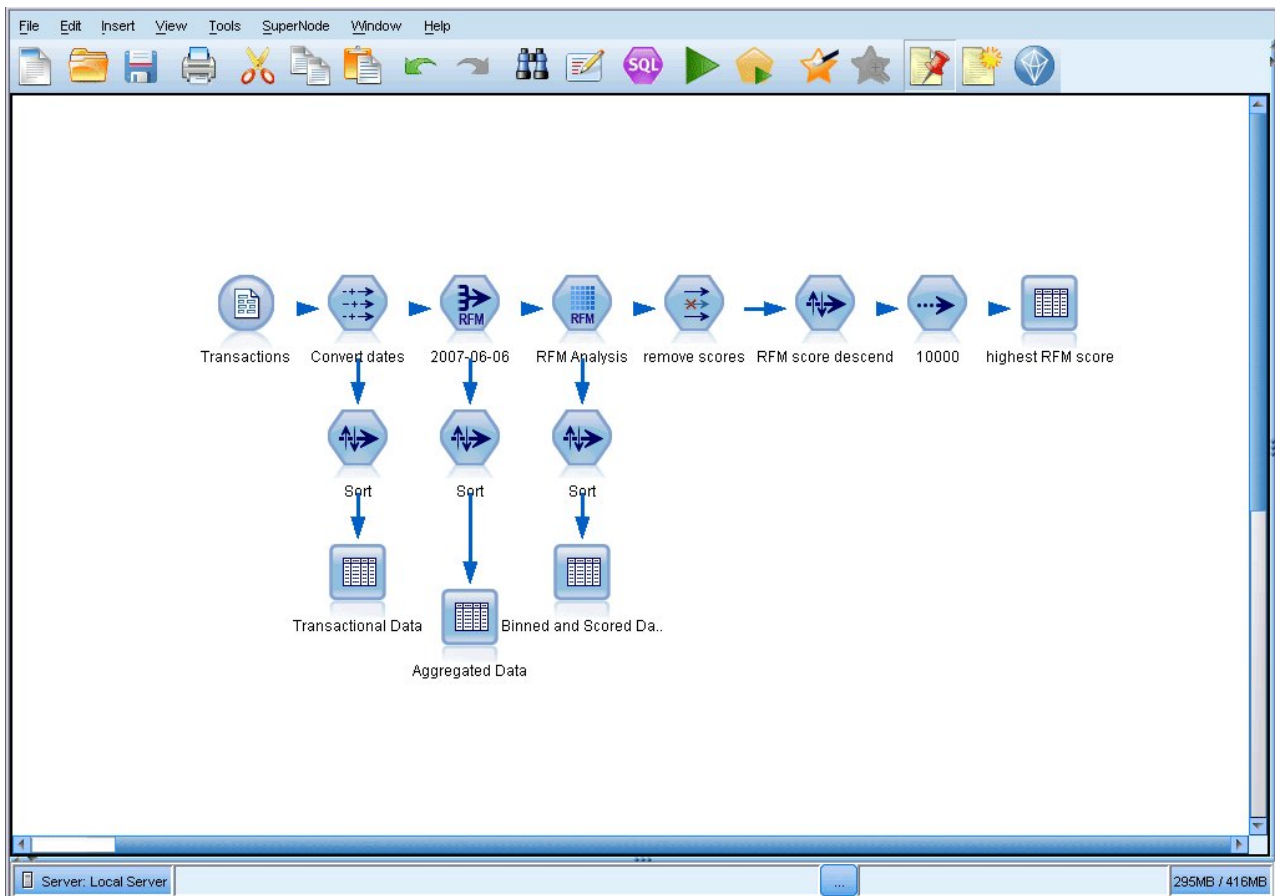 File Edit Insert View Tools SuperNode Window Help
SQL
RFM RFM
Transactions Convert dates 2007-06-06 RFM Analysis remove scores RFM score descend 10000 highest RFM score
Sort Sort Sort
Transactional Data Binned and Scored Da..
Aggregated Data
Server: Local Server ... 295MB / 416MB